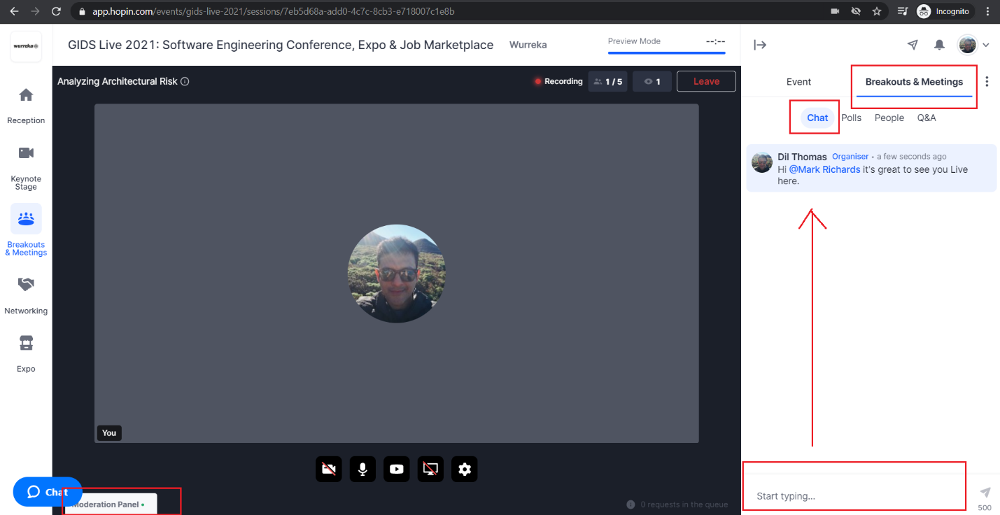 app.hopin.com/events/gids-live-2021/sessions/7eb5d68a-add0-4c7c-8cb3-e718007c1e8b
Incognito
wurreka
GIDS Live 2021: Software Engineering Conference, Expo & Job Marketplace
Wurreka
Preview Mode
--:--
Reception
Keynote
Stage
Breakouts
& Meetings
Networking
Expo
Analyzing Architectural Risk
Recording
1 / 5
1
Leave
You
Chat
Moderation Panel
0 requests in the queue
Event
Breakouts & Meetings
Chat
Polls
People
Q&A
Dil Thomas Organiser • a few seconds ago
Hi @Mark Richards it's great to see you Live
here.
Start typing...
500